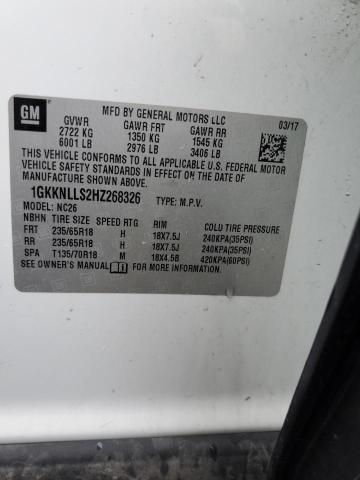 GM
MFD BY GENERAL MOTORS LLC
03/17
GVWR GAWR FRT GAWR RR
2722 KG 1350 KG 1545 KG
6001 LB 2976 LB 3406 LB
THIS VEHICLE CONFORMS TO ALL APPLICABLE U.S. FEDERAL MOTOR
VEHICLE SAFETY AND THEFT PREVENTION STANDARDS IN EFFECT ON THE DATE OF
MANUFACTURE SHOWN ABOVE.
1GKKNLLS2HZ268326 TYPE: M.P.V.
MODEL: NC26
NBHN TIRE SIZE SPEED RTG RIM COLD TIRE PRESSURE
FRT 235/65R18 H 18X7.5J 240KPA(35PSI)
RR 235/65R18 H 18X7.5J 240KPA(35PSI)
SPA T135/70R18 M 18X4.5B 420KPA(60PSI)
SEE OWNER'S MANUAL FOR MORE INFORMATION.